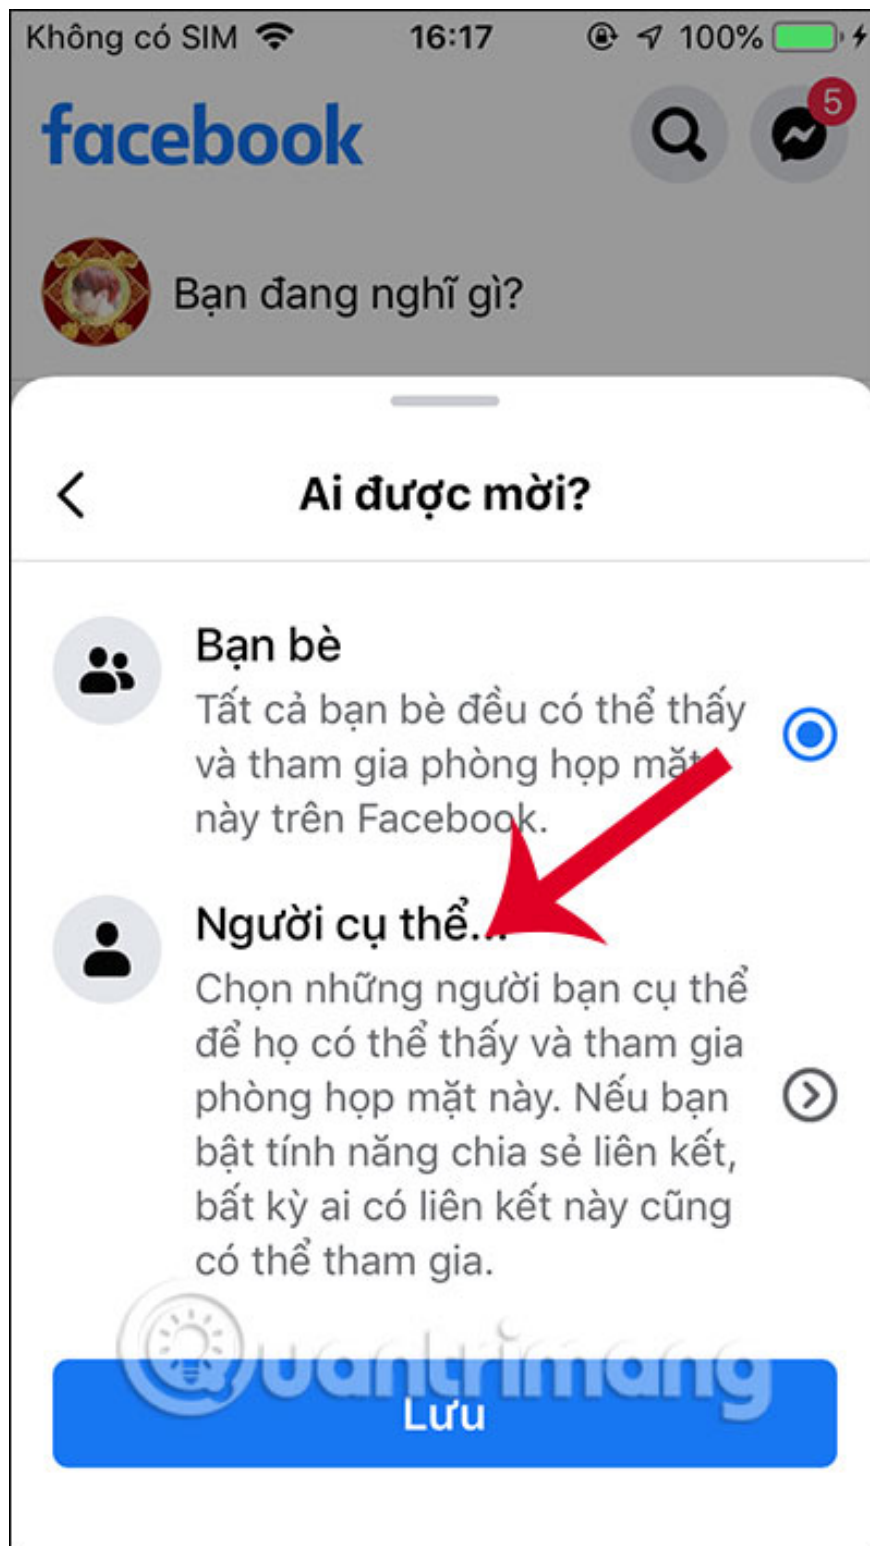 Không có SIM 16:17 100%
facebook
5
Bạn đang nghĩ gì?
Ai được mời?
Bạn bè
Tất cả bạn bè đều có thể thấy
và tham gia phòng họp mặt
này trên Facebook.
Người cụ thể...
Chọn những người bạn cụ thể
để họ có thể thấy và tham gia
phòng họp mặt này. Nếu bạn
bật tính năng chia sẻ liên kết,
bất kỳ ai có liên kết này cũng
có thể tham gia.
Quantrimang
Lưu